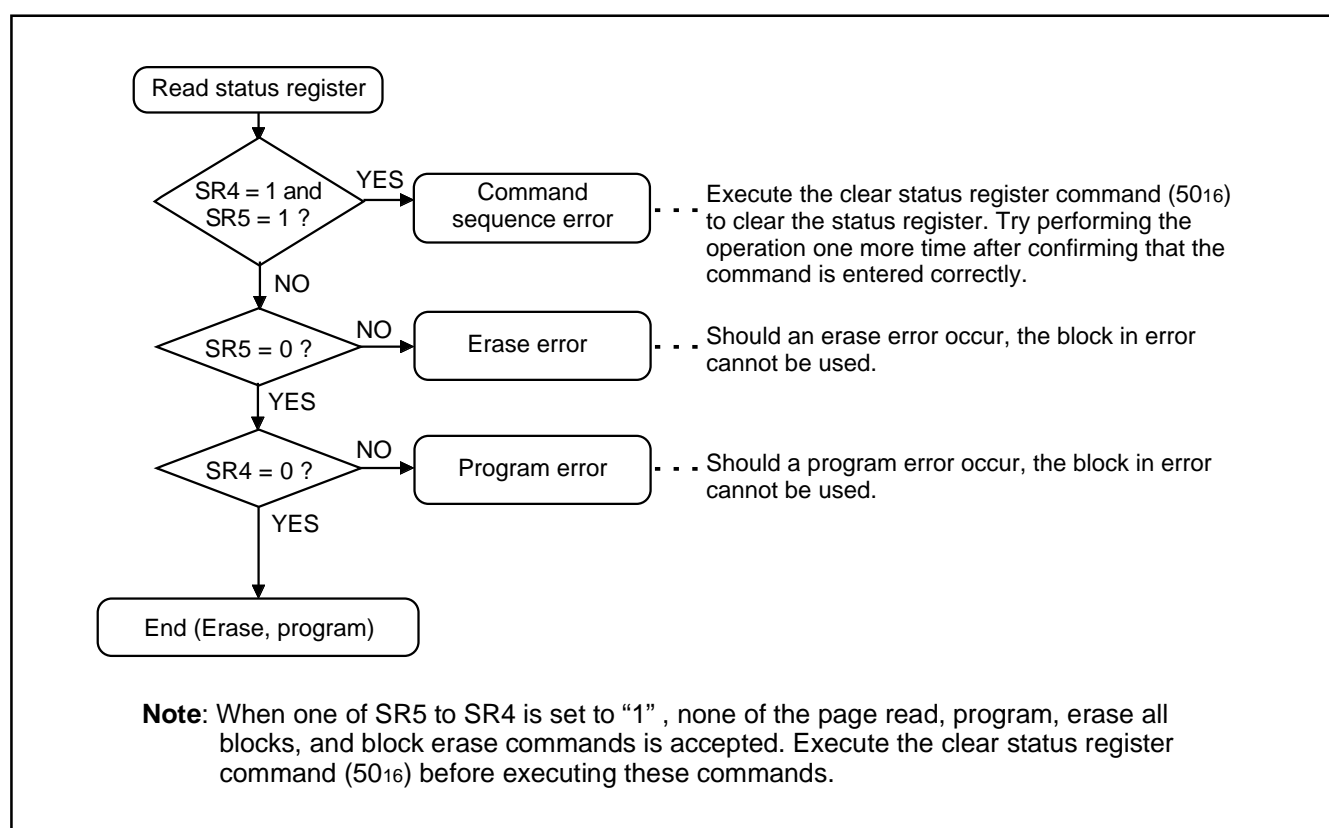 Read status register
SR4 = 1 and
SR5 = 1 ?
YES
Command
sequence error
Execute the clear status register command (5016)
to clear the status register. Try performing the
operation one more time after confirming that the
command is entered correctly.
NO
SR5 = 0 ?
NO
Erase error
Should an erase error occur, the block in error
cannot be used.
YES
SR4 = 0 ?
NO
Program error
Should a program error occur, the block in error
cannot be used.
YES
End (Erase, program)
Note: When one of SR5 to SR4 is set to “1” , none of the page read, program, erase all
blocks, and block erase commands is accepted. Execute the clear status register
command (5016) before executing these commands.